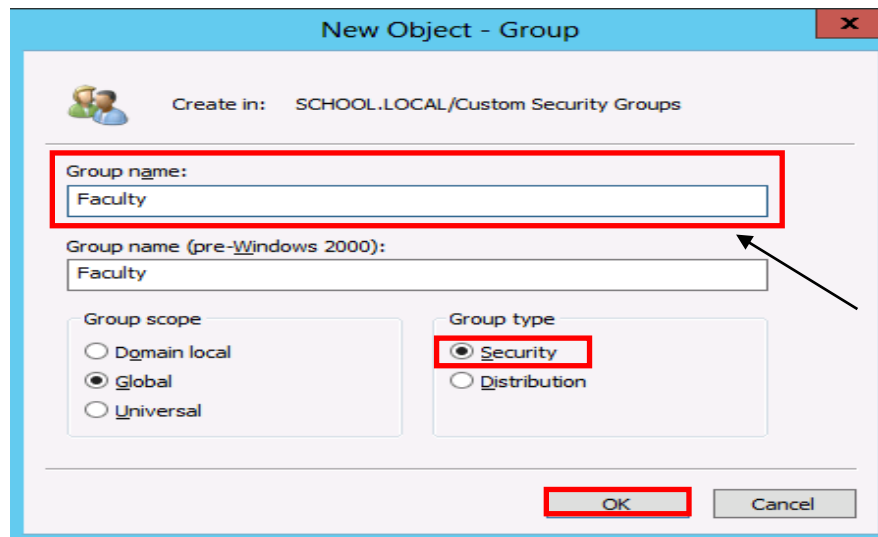 New Object - Group
x
Create in: SCHOOL.LOCAL/Custom Security Groups
Group name:
Faculty
Group name (pre-Windows 2000):
Faculty
Group scope
Domain local
Global
Universal
Group type
Security
Distribution
OK
Cancel